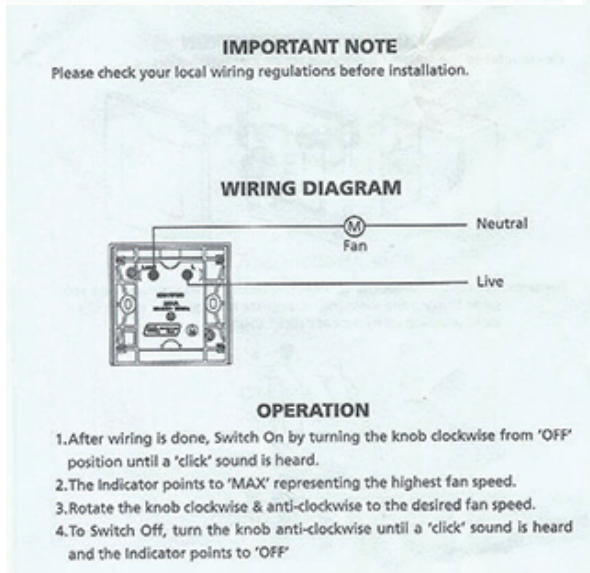 IMPORTANT NOTE
Please check your local wiring regulations before installation.
WIRING DIAGRAM
M
Neutral
Fan
L
Live
OPERATION
1.After wiring is done, Switch On by turning the knob clockwise from 'OFF'
position until a 'click' sound is heard.
2.The Indicator points to 'MAX' representing the highest fan speed.
3.Rotate the knob clockwise & anti-clockwise to the desired fan speed.
4.To Switch Off, turn the knob anti-clockwise until a 'click' sound is heard
and the Indicator points to 'OFF'